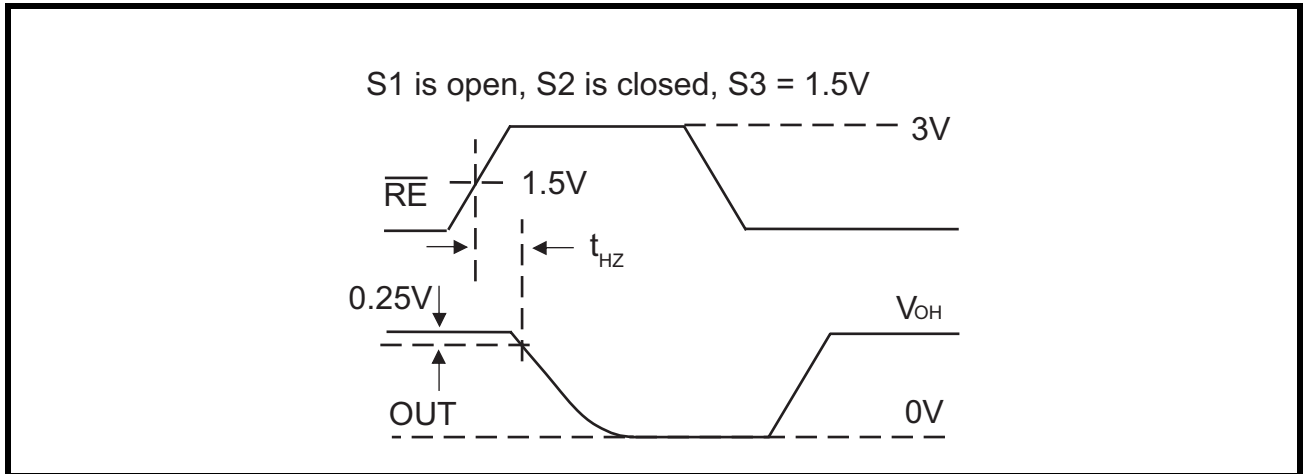 S1 is open, S2 is closed, S3 = 1.5V
3V
RE
1.5V
tHZ
0.25V
VOH
OUT
0V